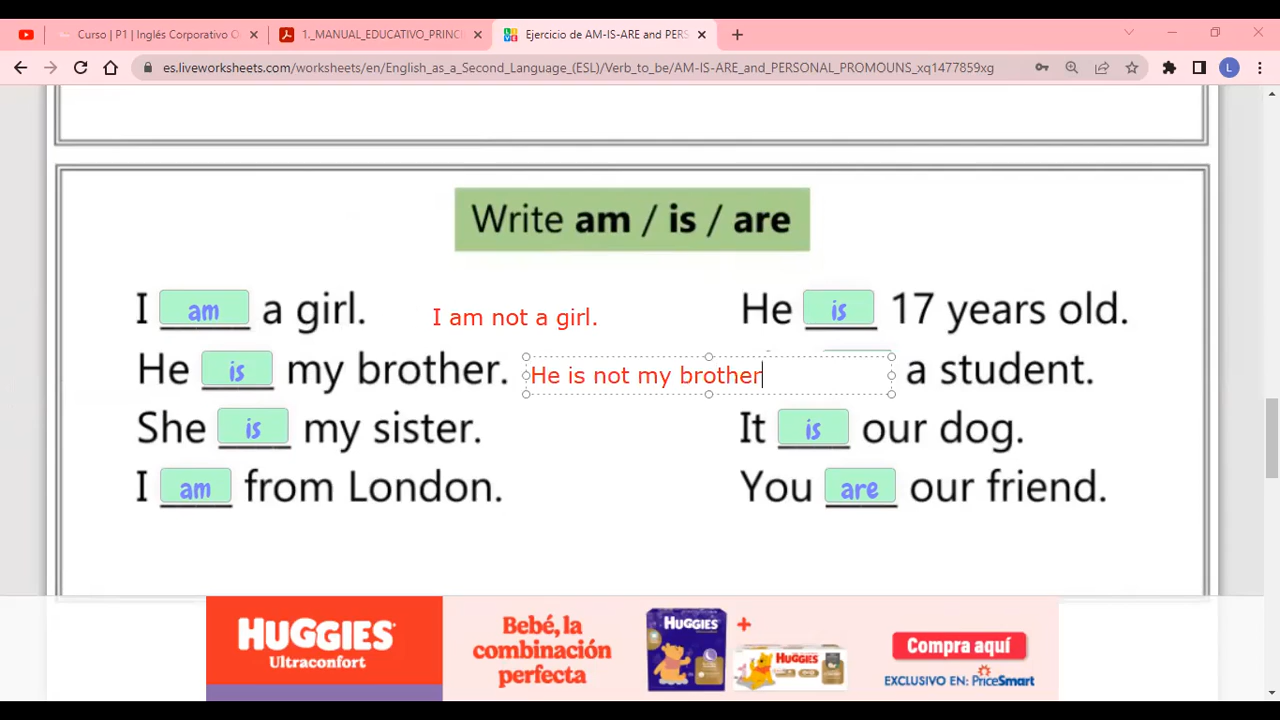 Curso | P1 | Inglés Corporativo O
1._MANUAL_EDUCATIVO_PRINC
Ejercicio de AM-IS-ARE and PERS
es.liveworksheets.com/worksheets/en/English_as_a_Second_Language_(ESL)/Verb_to_be/AM-IS-ARE_and_PERSONAL_PRONOUNS_xq1477859xg
L
Write am / is / are
I am a girl.
I am not a girl.
He is 17 years old.
He is my brother.
He is not my brother
a student.
She is my sister.
It is our dog.
I am from London.
You are our friend.
HUGGIES
Ultraconfort
Bebé, la
combinación
perfecta
HUGGIES
+
HUGGIES
Compra aquí
EXCLUSIVO EN: PriceSmart